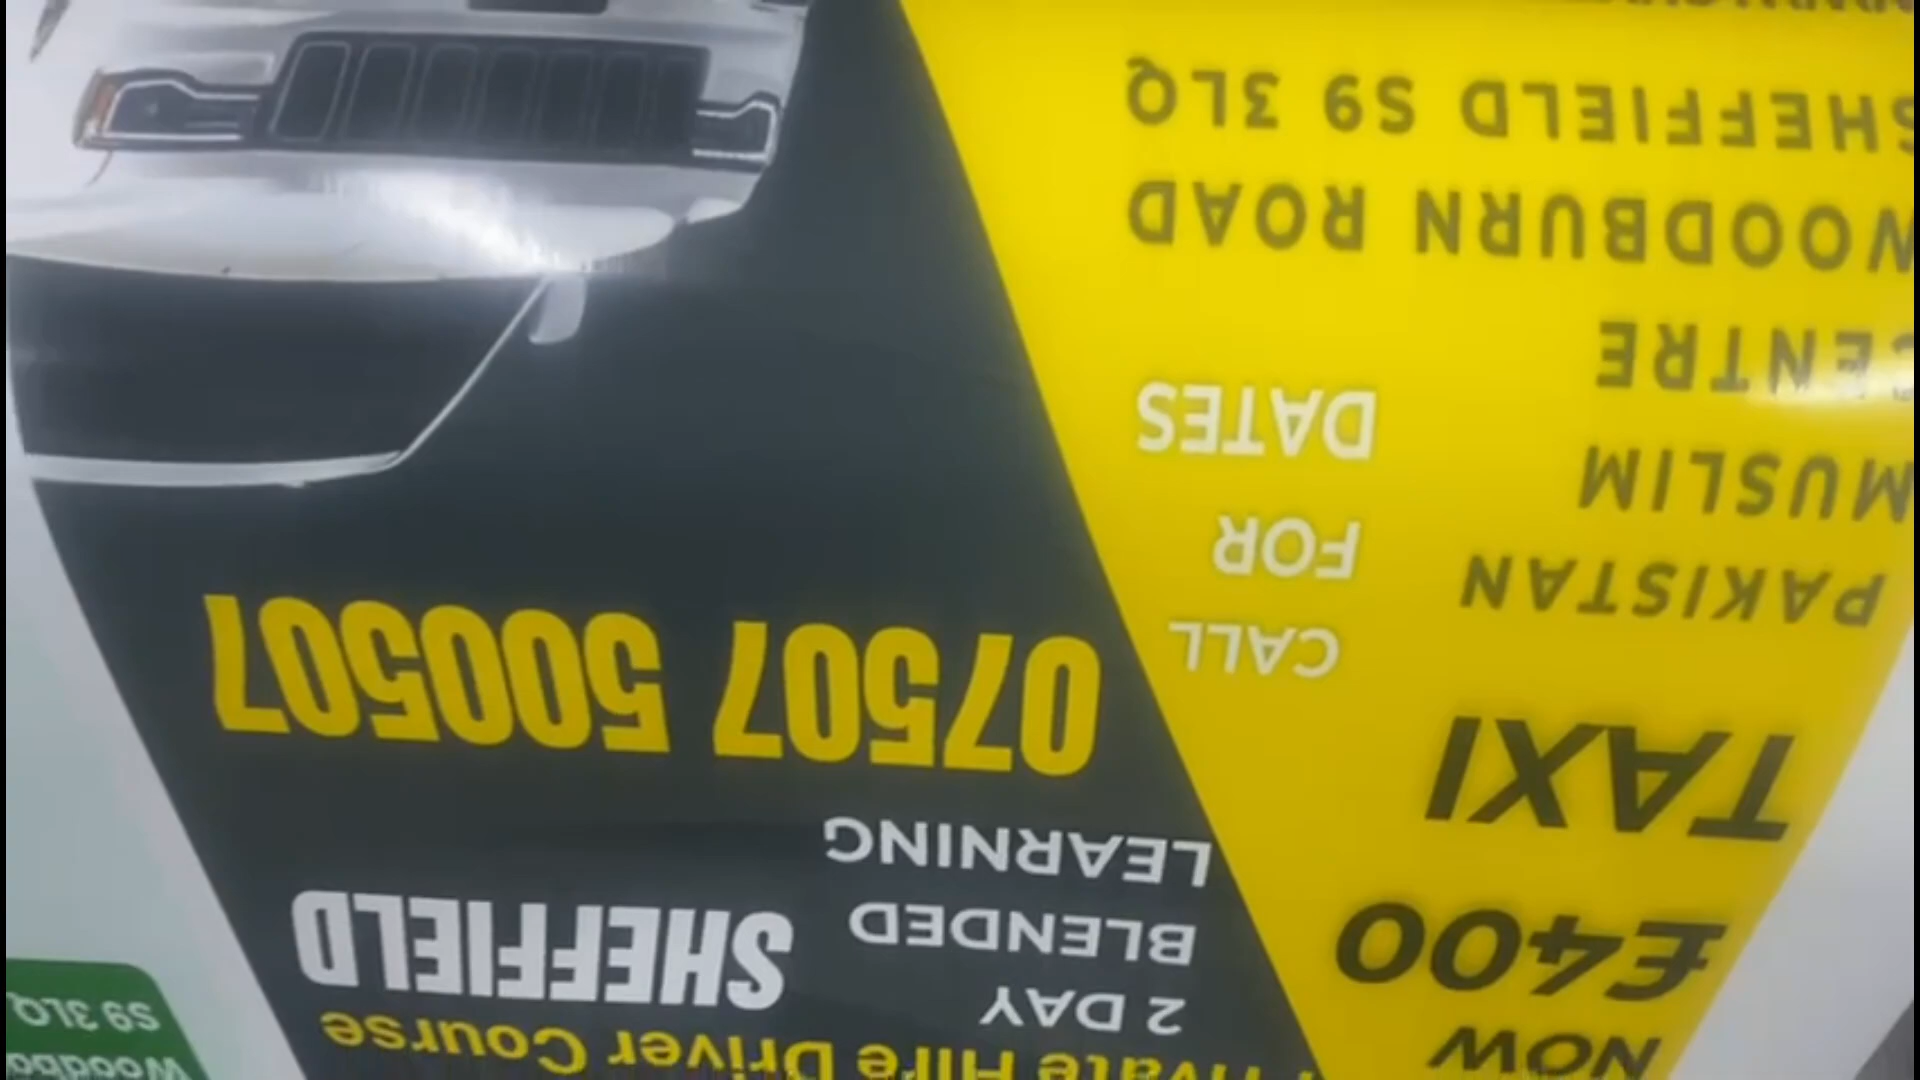 Private Hire Driver Course
SHEFFIELD
2 DAY
BLENDED
LEARNING
07507 500507
NOW
£400
TAXI
CALL
FOR
DATES
PAKISTAN
MUSLIM
CENTRE
WOODBURN ROAD
SHEFFIELD S9 3LQ
S9 3LQ